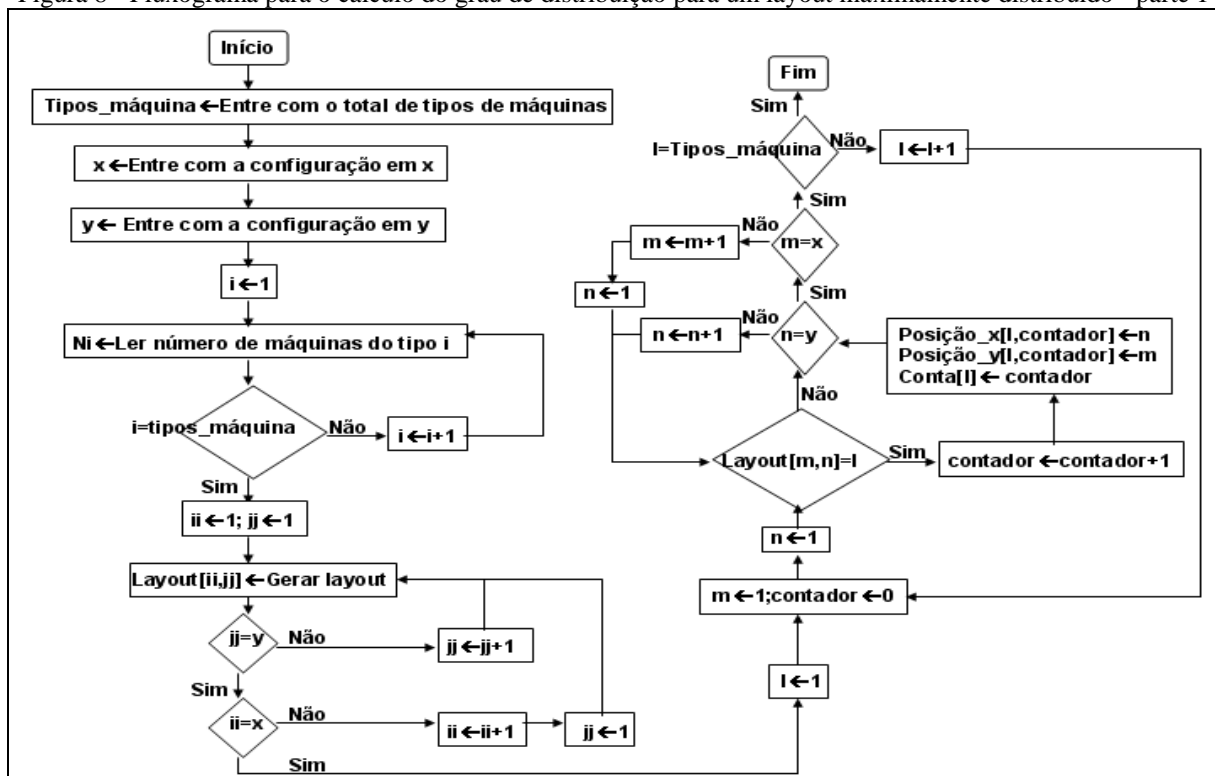 Figura 8 - Fluxograma para o cálculo do grau de distribuição para um layout maximamente distribuído - parte 1
Início
Tipos_máquina←Entre com o total de tipos de máquinas
x←Entre com a configuração em x
y← Entre com a configuração em y
i←1
Ni←Ler número de máquinas do tipo i
i=tipos_máquina
Não
i←i+1
Sim
ii←1; jj←1
Layout[ii,jj]←Gerar layout
jj=y
Não
jj←jj+1
Sim
ii=x
Não
ii←ii+1
jj←1
Sim
Fim
Sim
l=Tipos_máquina
Não
l←l+1
Sim
m=x
Não
m←m+1
n←1
Sim
n=y
Não
n←n+1
Posição_x[l,contador]←n
Posição_y[l,contador]←m
Conta[l]← contador
Não
Layout[m,n]=l
Sim
contador←contador+1
n←1
m←1;contador←0
l←1